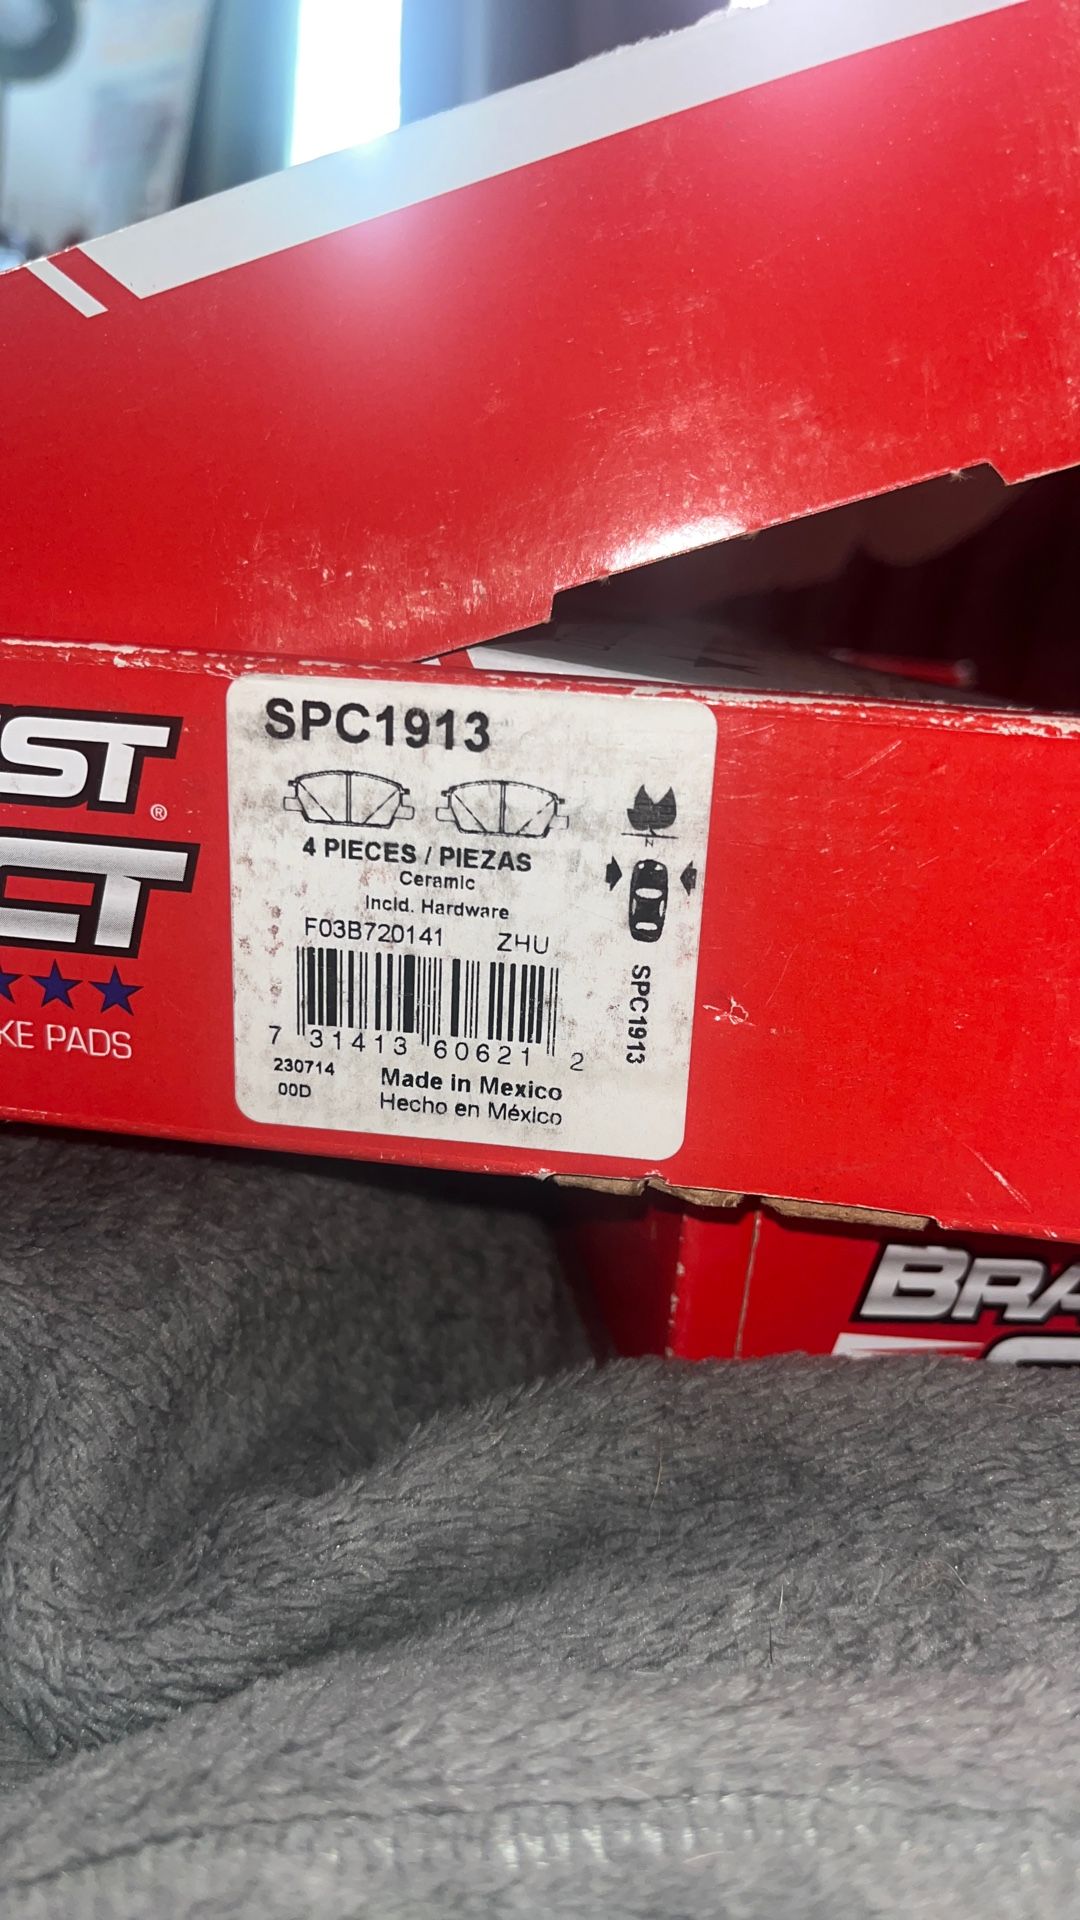 SPC1913
4 PIECES / PIEZAS
Ceramic
Incld. Hardware
F03B720141 ZHU
7 31413 60621 2
230714
00D
Made in Mexico
Hecho en México
SPC1913
ST®
CT
KE PADS
BRA